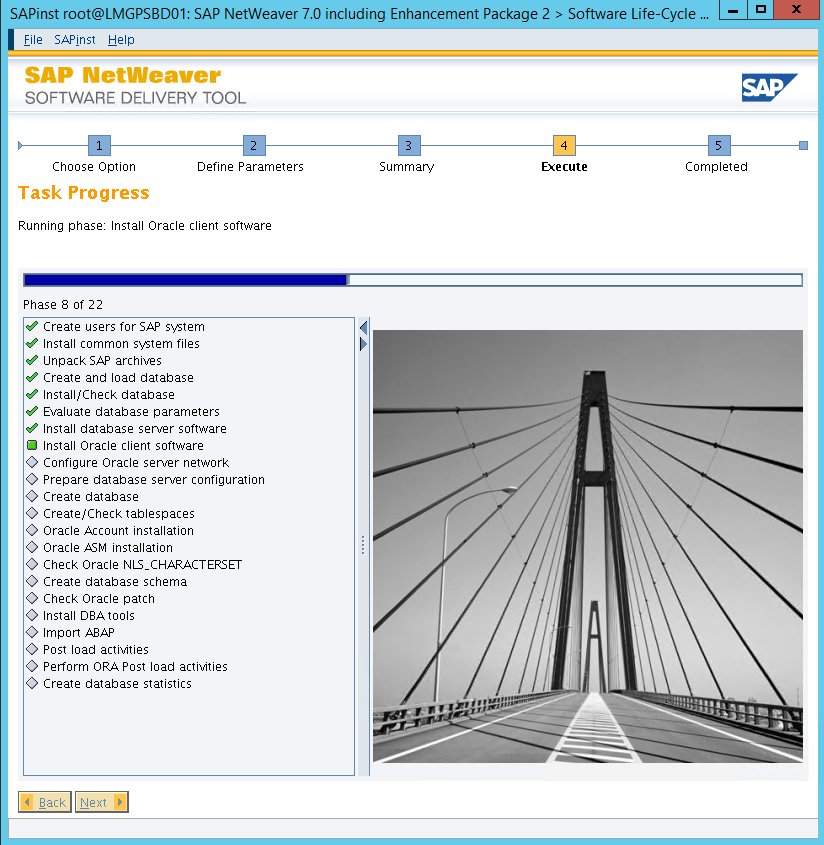 SAPinst root@LMGPSBD01: SAP NetWeaver 7.0 including Enhancement Package 2 > Software Life-Cycle ...
File SAPinst Help
SAP NetWeaver
SOFTWARE DELIVERY TOOL
SAP
1 2 3 4 5
Choose Option Define Parameters Summary Execute Completed
Task Progress
Running phase: Install Oracle client software
Phase 8 of 22
Create users for SAP system
Install common system files
Unpack SAP archives
Create and load database
Install/Check database
Evaluate database parameters
Install database server software
Install Oracle client software
Configure Oracle server network
Prepare database server configuration
Create database
Create/Check tablespaces
Oracle Account installation
Oracle ASM installation
Check Oracle NLS_CHARACTERSET
Create database schema
Check Oracle patch
Install DBA tools
Import ABAP
Post load activities
Perform ORA Post load activities
Create database statistics
Back Next